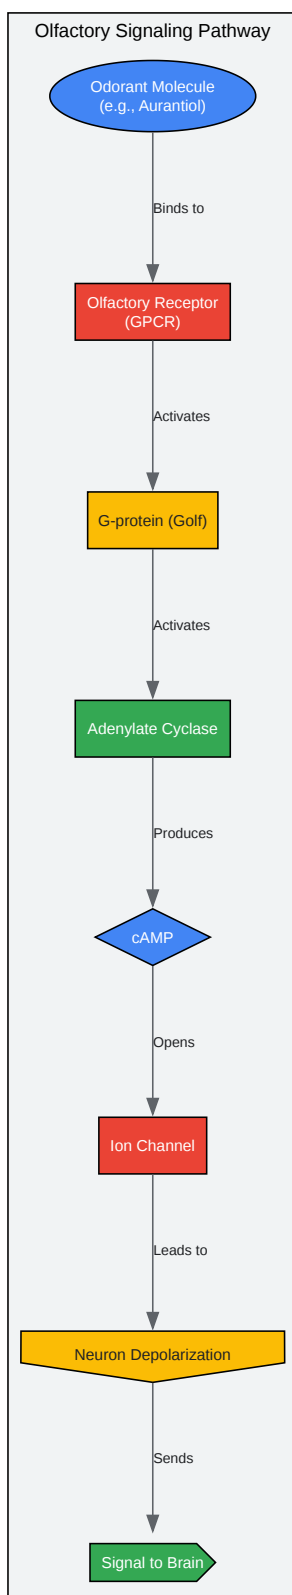 Olfactory Signaling Pathway
Odorant Molecule
(e.g., Aurantiol)
Binds to
Olfactory Receptor
(GPCR)
Activates
G-protein (Golf)
Activates
Adenylate Cyclase
Produces
cAMP
Opens
Ion Channel
Leads to
Neuron Depolarization
Sends
Signal to Brain